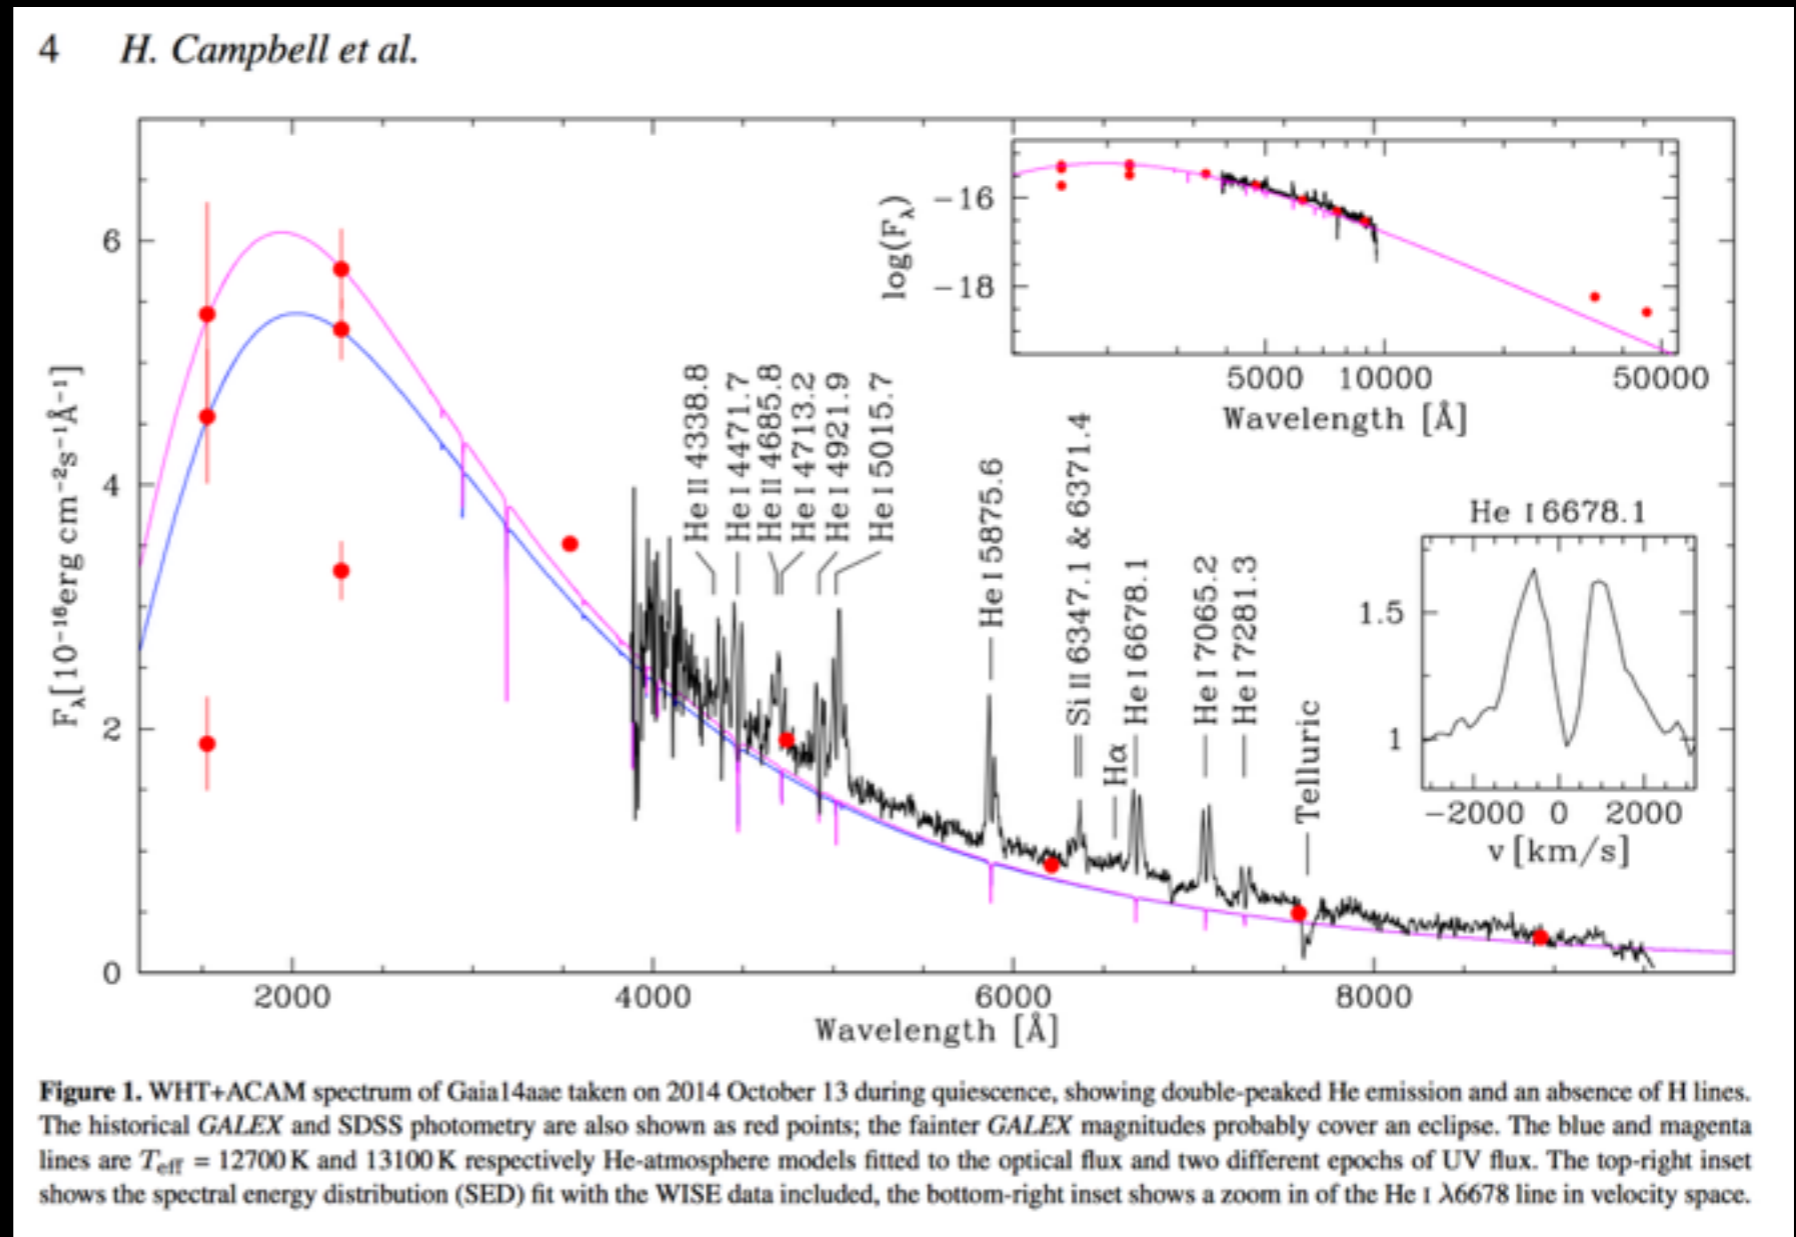 4 H. Campbell et al.
6
4
2
0
2000 4000 6000 8000
Wavelength [Å]
Fλ[10⁻¹⁶erg cm⁻²s⁻¹Å⁻¹]
He II 4338.8
He I 4471.7
He II 4685.8
He I 4713.2
He I 4921.9
He I 5015.7
He I 5875.6
Si II 6347.1 & 6371.4
Hα
He I 6678.1
He I 7065.2
He I 7281.3
Telluric
log(Fλ)
−16
−18
5000 10000 50000
Wavelength [Å]
He I 6678.1
1.5
1
−2000 0 2000
v [km/s]
Figure 1. WHT+ACAM spectrum of Gaia14aae taken on 2014 October 13 during quiescence, showing double-peaked He emission and an absence of H lines.
The historical GALEX and SDSS photometry are also shown as red points; the fainter GALEX magnitudes probably cover an eclipse. The blue and magenta
lines are Teff = 12700 K and 13100 K respectively He-atmosphere models fitted to the optical flux and two different epochs of UV flux. The top-right inset
shows the spectral energy distribution (SED) fit with the WISE data included, the bottom-right inset shows a zoom in of the He I λ6678 line in velocity space.